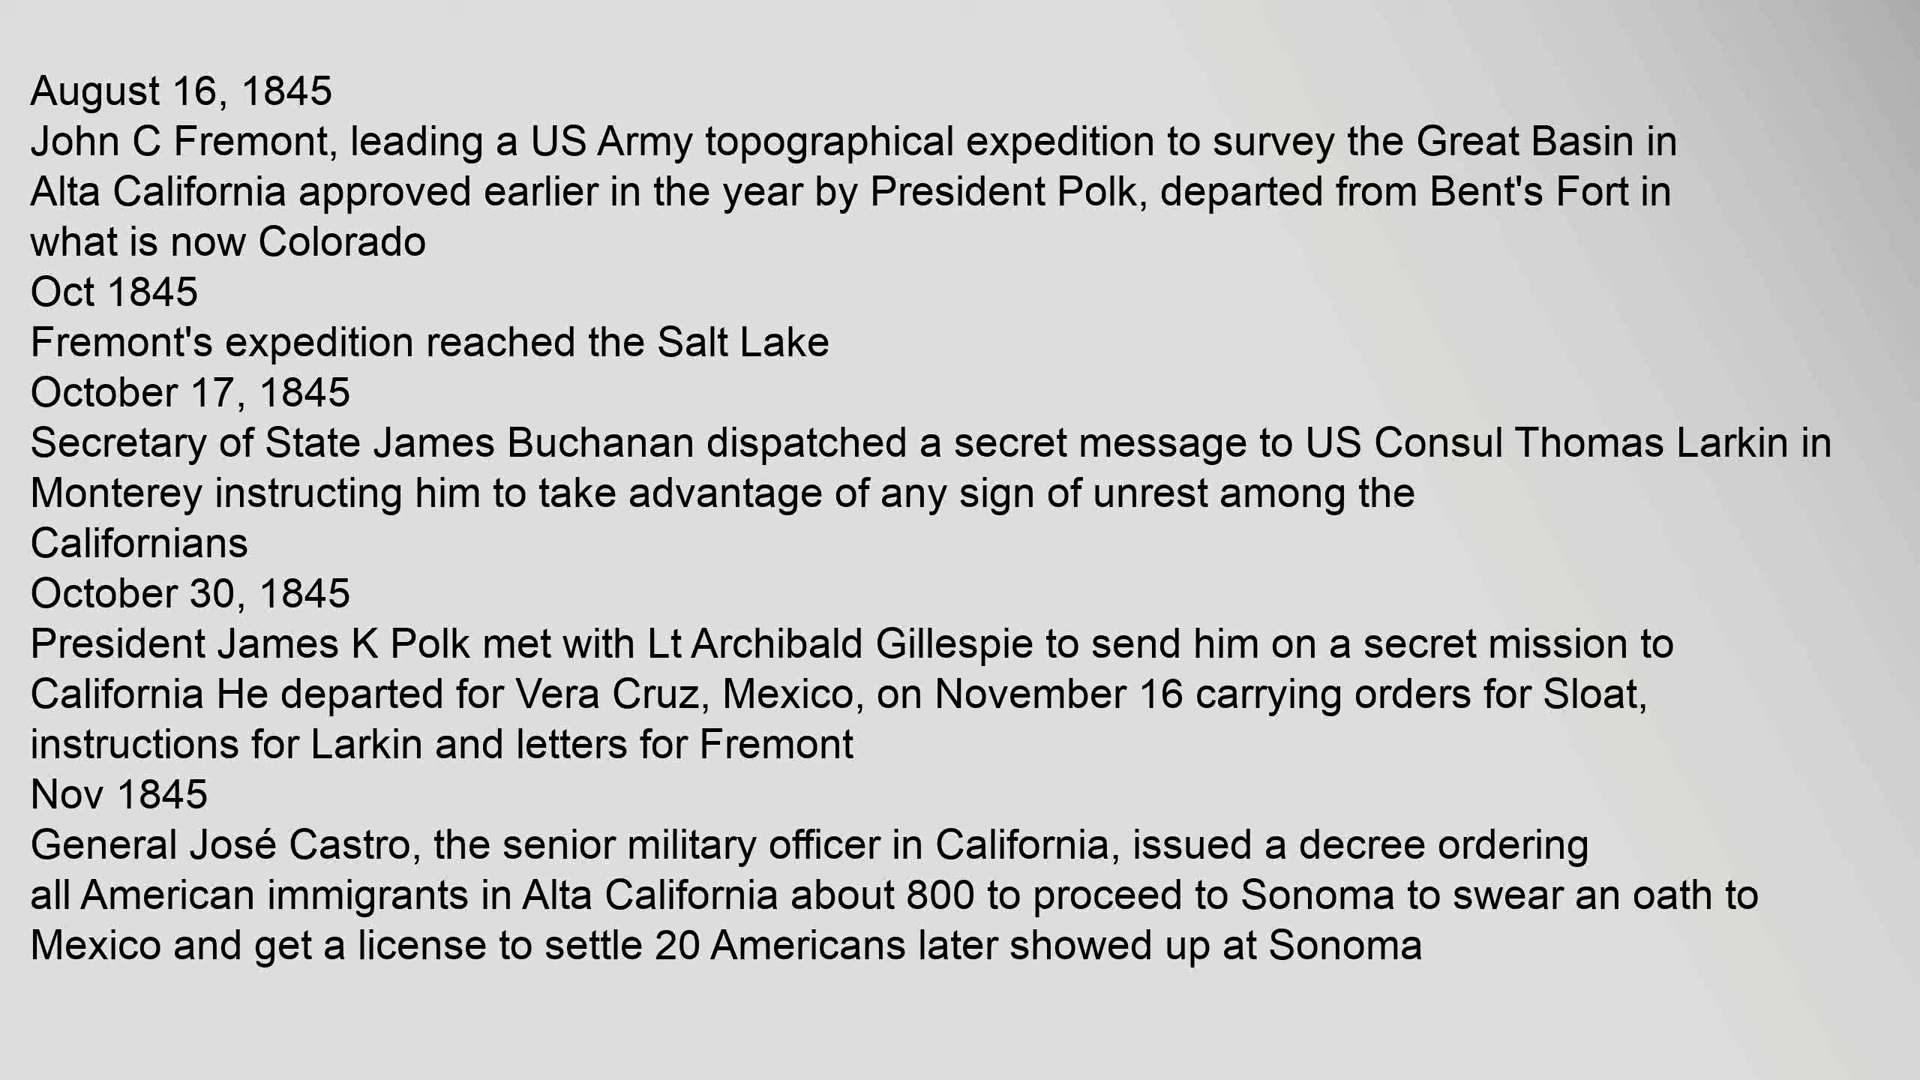 August 16, 1845
John C Fremont, leading a US Army topographical expedition to survey the Great Basin in
Alta California approved earlier in the year by President Polk, departed from Bent's Fort in
what is now Colorado
Oct 1845
Fremont's expedition reached the Salt Lake
October 17, 1845
Secretary of State James Buchanan dispatched a secret message to US Consul Thomas Larkin in
Monterey instructing him to take advantage of any sign of unrest among the
Californians
October 30, 1845
President James K Polk met with Lt Archibald Gillespie to send him on a secret mission to
California He departed for Vera Cruz, Mexico, on November 16 carrying orders for Sloat,
instructions for Larkin and letters for Fremont
Nov 1845
General José Castro, the senior military officer in California, issued a decree ordering
all American immigrants in Alta California about 800 to proceed to Sonoma to swear an oath to
Mexico and get a license to settle 20 Americans later showed up at Sonoma